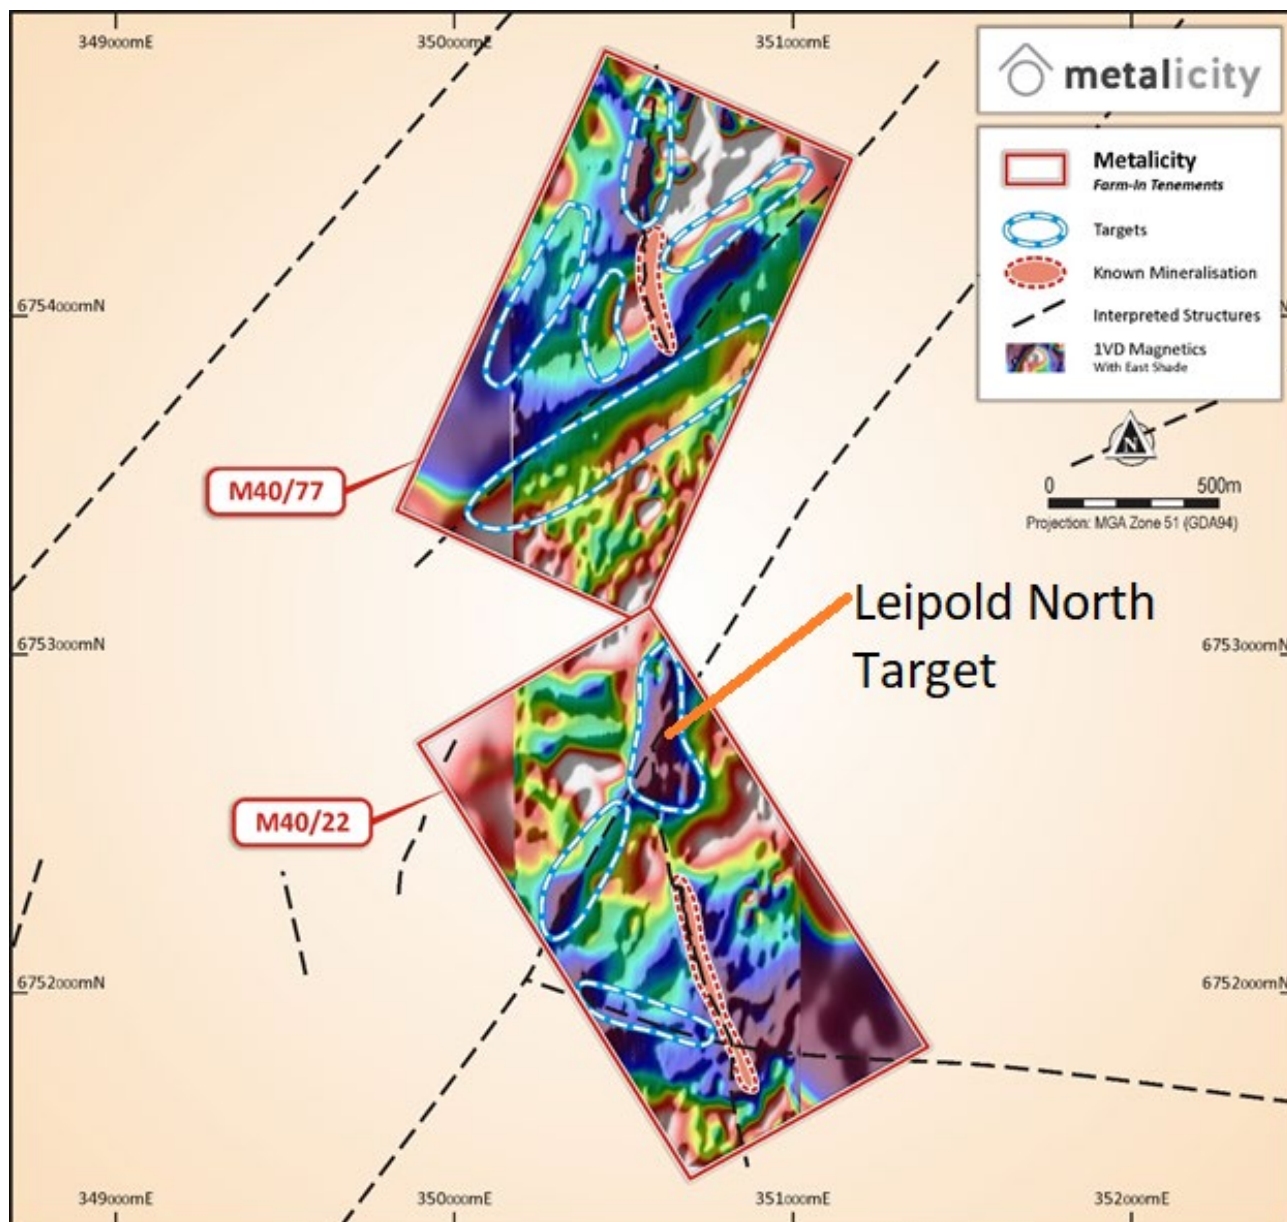 349000mE
350000mE
351000mE
metalicity
Metalicity
Farm-In Tenements
Targets
Known Mineralisation
Interpreted Structures
1VD Magnetics
With East Shade
6754000mN
N
0 500m
Projection: MGA Zone 51 (GDA94)
M40/77
Leipold North
Target
6753000mN
6753000mN
M40/22
6752000mN
6752000mN
349000mE
350000mE
351000mE
352000mE